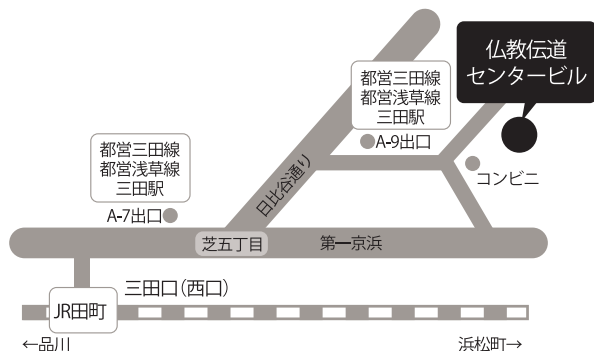 仏教伝道
センタービル
都営三田線
都営浅草線
三田駅
A-9出口
コンビニ
都営三田線
都営浅草線
三田駅
A-7出口
日比谷通り
芝五丁目
第一京浜
三田口(西口)
JR田町
←品川
浜松町→